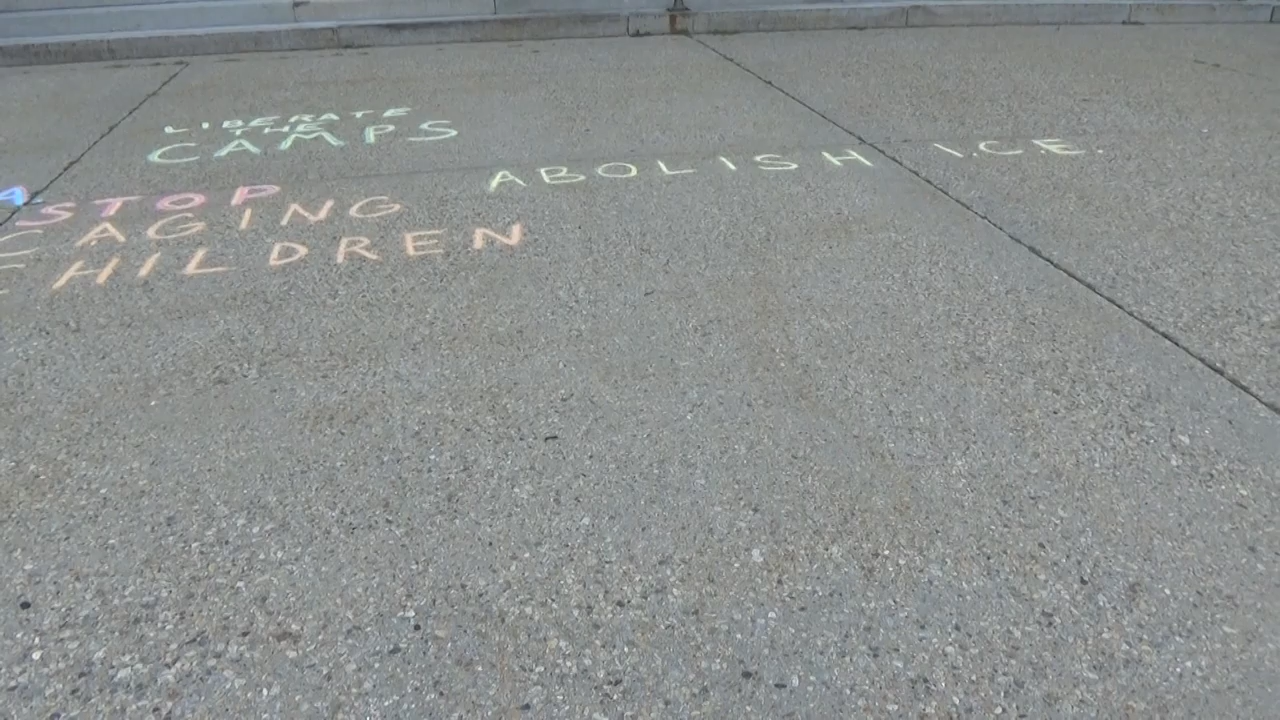 LIBERATE
THE
CAMPS
ABOLISH I.C.E.
STOP
CAGING
CHILDREN